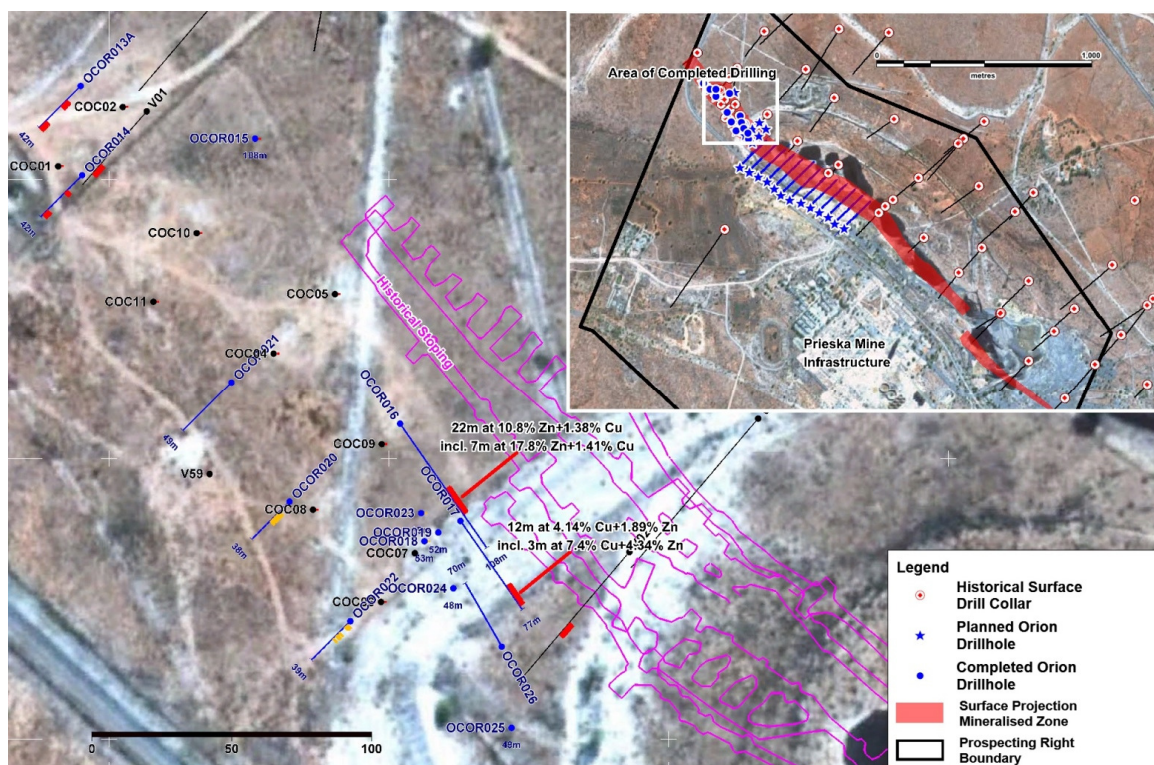 OCOR013A
COC02
V01
42m
OCOR014
COC01
42m
OCOR015
108m
COC10
COC11
COC05
COC04
OCOR021
49m
Historical Stoping
OCOR016
22m at 10.8% Zn+1.38% Cu
incl. 7m at 17.8% Zn+1.41% Cu
COC09
V59
OCOR020
COC08
38m
OCOR023
OCOR017
OCOR019
52m
OCOR018
53m
COC07
108m
70m
12m at 4.14% Cu+1.89% Zn
incl. 3m at 7.4% Cu+4.34% Zn
OCOR024
48m
77m
OCOR022
39m
OCOR026
OCOR025
48m
0
50
100
Area of Completed Drilling
0
1,000
metres
Prieska Mine
Infrastructure
Legend
Historical Surface
Drill Collar
Planned Orion
Drillhole
Completed Orion
Drillhole
Surface Projection
Mineralised Zone
Prospecting Right
Boundary